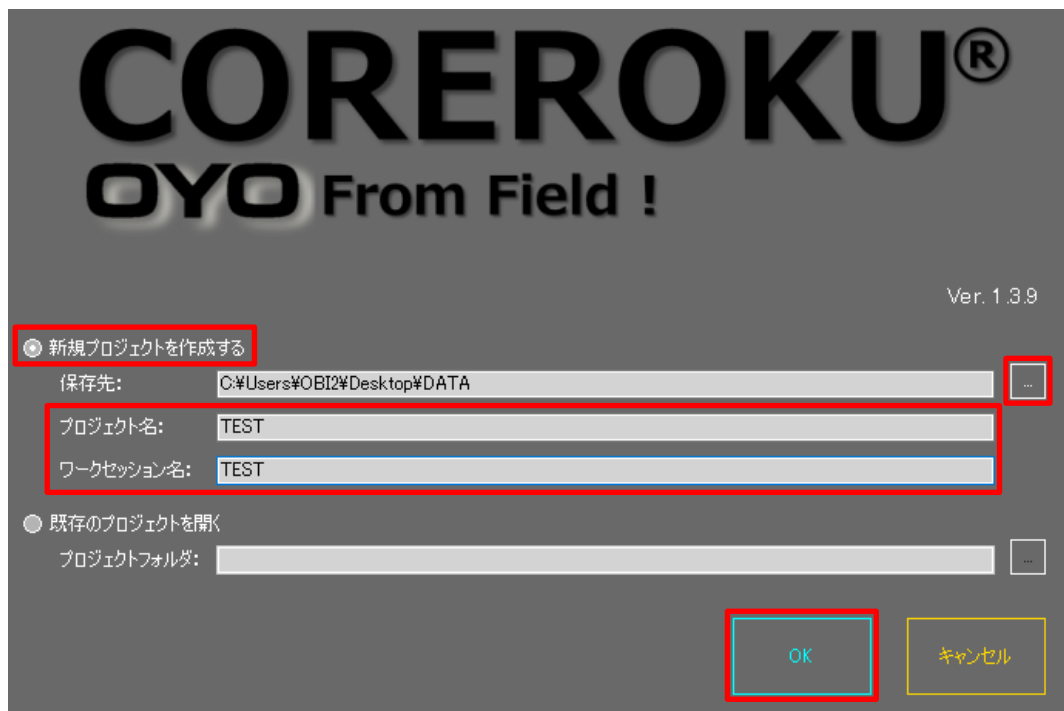 COREROKU®
OYO From Field !
Ver. 1.3.9
新規プロジェクトを作成する
保存先: C:¥Users¥OBI2¥Desktop¥DATA ...
プロジェクト名: TEST
ワークセッション名: TEST
既存のプロジェクトを開く
プロジェクトフォルダ: ...
OK キャンセル